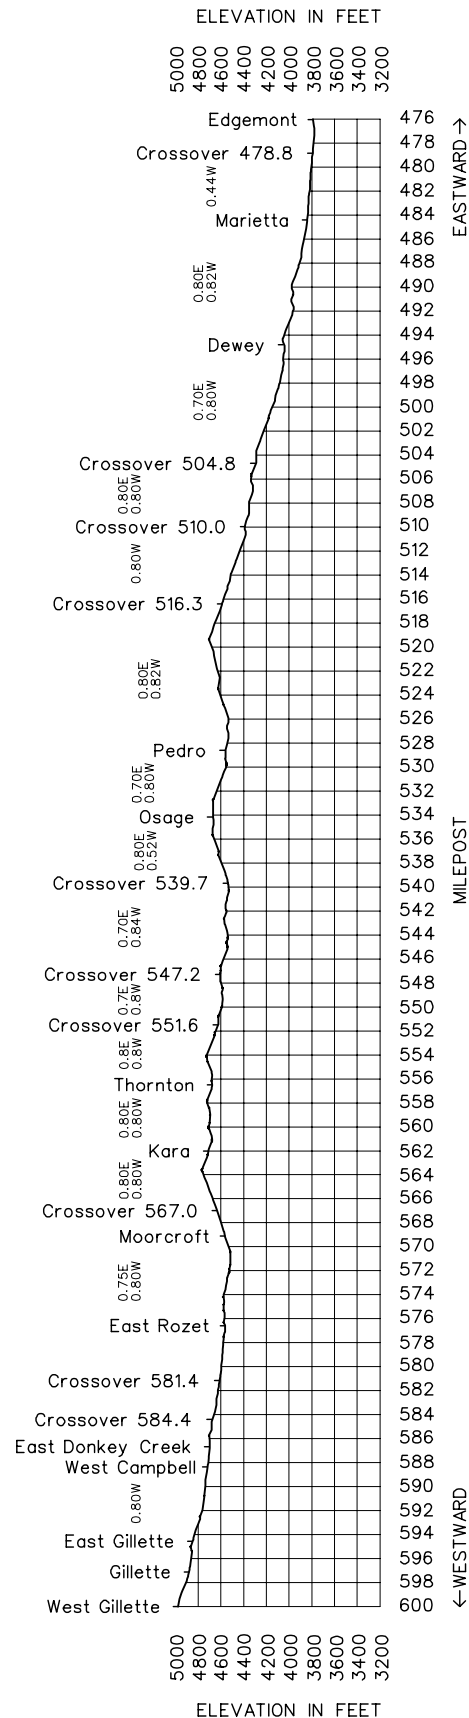 ELEVATION IN FEET
5000 4800 4600 4400 4200 4000 3800 3600 3400 3200
Edgemont
Crossover 478.8
0.44W
Marietta
0.80E
0.82W
Dewey
0.70E
0.80W
Crossover 504.8
0.80E
0.80W
Crossover 510.0
0.80W
Crossover 516.3
0.80E
0.82W
Pedro
0.70E
0.80W
Osage
0.80E
0.52W
Crossover 539.7
0.70E
0.84W
Crossover 547.2
0.7E
0.8W
Crossover 551.6
0.8E
0.8W
Thornton
0.80E
0.80W
Kara
0.80E
0.80W
Crossover 567.0
Moorcroft
0.75E
0.80W
East Rozet
Crossover 581.4
Crossover 584.4
East Donkey Creek
West Campbell
0.80W
East Gillette
Gillette
West Gillette
476
478
480
482
484
486
488
490
492
494
496
498
500
502
504
506
508
510
512
514
516
518
520
522
524
526
528
530
532
534
536
538
540
542
544
546
548
550
552
554
556
558
560
562
564
566
568
570
572
574
576
578
580
582
584
586
588
590
592
594
596
598
600
EASTWARD →
MILEPOST
← WESTWARD
5000 4800 4600 4400 4200 4000 3800 3600 3400 3200
ELEVATION IN FEET